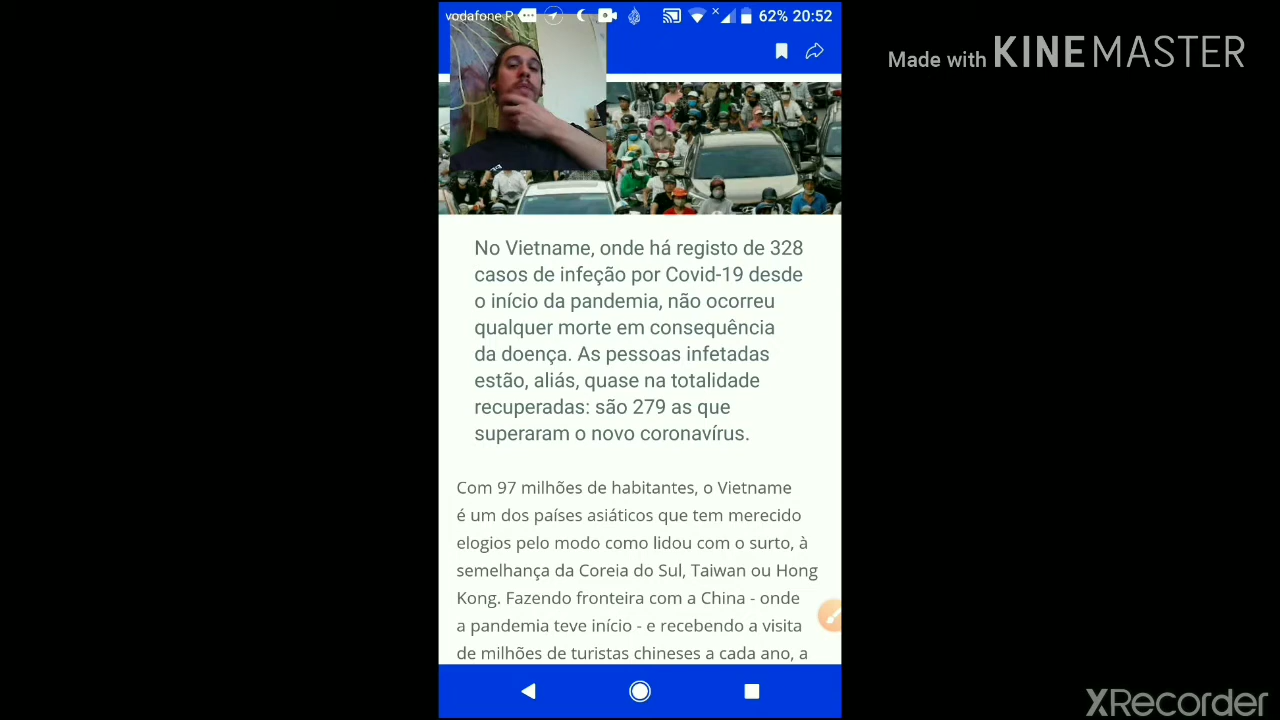 vodafone P
62% 20:52
Made with KINEMASTER
No Vietname, onde há registo de 328
casos de infeção por Covid-19 desde
o início da pandemia, não ocorreu
qualquer morte em consequência
da doença. As pessoas infetadas
estão, aliás, quase na totalidade
recuperadas: são 279 as que
superaram o novo coronavírus.
Com 97 milhões de habitantes, o Vietname
é um dos países asiáticos que tem merecido
elogios pelo modo como lidou com o surto, à
semelhança da Coreia do Sul, Taiwan ou Hong
Kong. Fazendo fronteira com a China - onde
a pandemia teve início - e recebendo a visita
de milhões de turistas chineses a cada ano, a
XRecorder